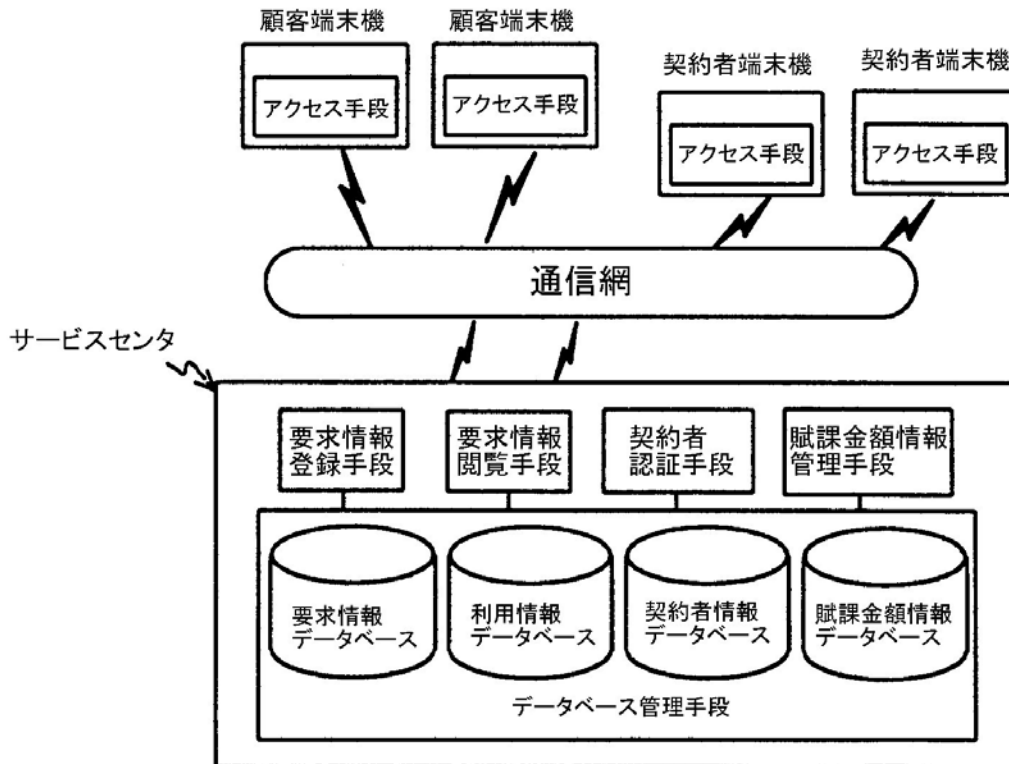 顧客端末機
顧客端末機
契約者端末機
契約者端末機
アクセス手段
アクセス手段
アクセス手段
アクセス手段
通信網
サービスセンタ
要求情報
登録手段
要求情報
閲覧手段
契約者
認証手段
賦課金額情報
管理手段
要求情報
データベース
利用情報
データベース
契約者情報
データベース
賦課金額情報
データベース
データベース管理手段